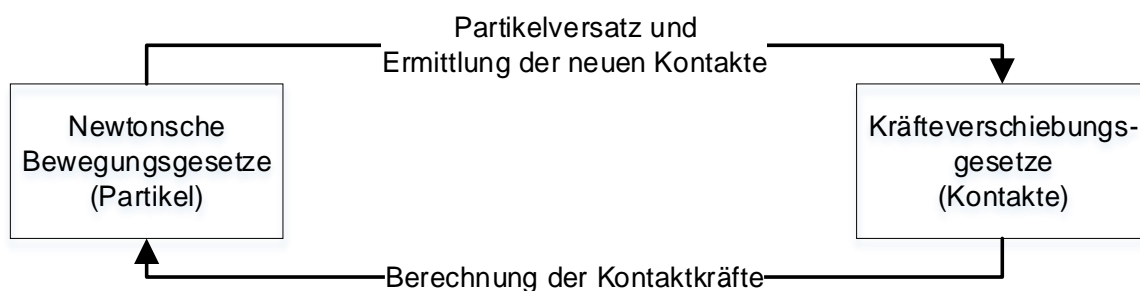 Partikelversatz und
Ermittlung der neuen Kontakte
Newtonsche
Bewegungsgesetze
(Partikel)
Kräfteverschiebungs-
gesetze
(Kontakte)
Berechnung der Kontaktkräfte